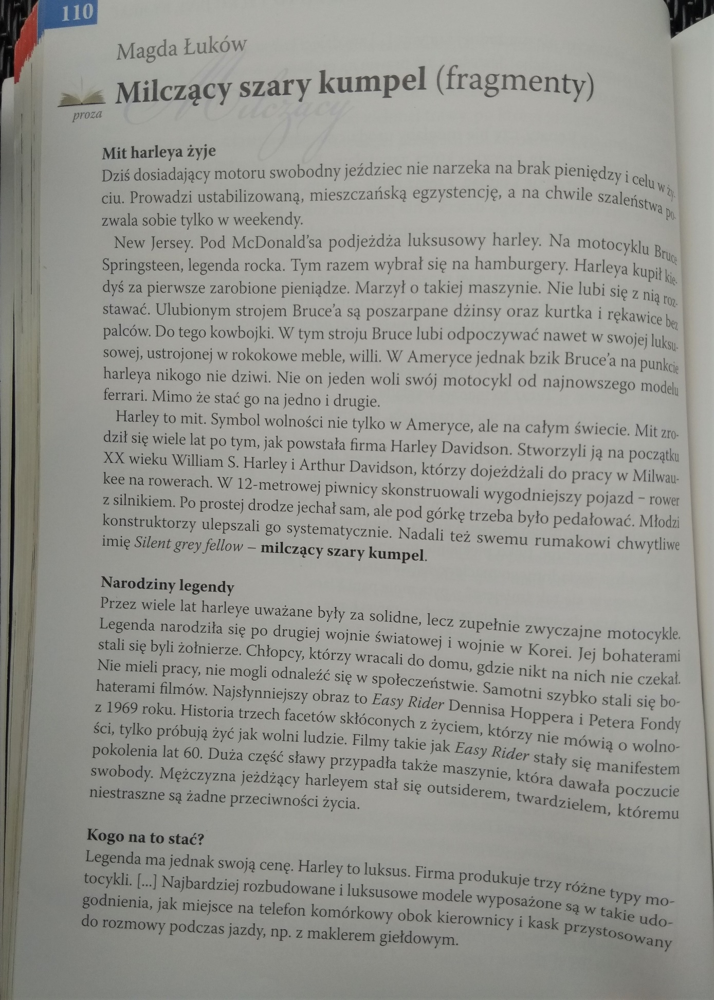 110
Magda Łuków
Milczący szary kumpel (fragmenty)
proza
Milczący
Mit harleya żyje
Dziś dosiadający motoru swobodny jeździec nie narzeka na brak pieniędzy i celu w ży-
ciu. Prowadzi ustabilizowaną, mieszczańską egzystencję, a na chwile szaleństwa po-
zwala sobie tylko w weekendy.
New Jersey. Pod McDonald'sa podjeżdża luksusowy harley. Na motocyklu Bruce
Springsteen, legenda rocka. Tym razem wybrał się na hamburgery. Harleya kupił kie-
dyś za pierwsze zarobione pieniądze. Marzył o takiej maszynie. Nie lubi się z nią roz-
stawać. Ulubionym strojem Bruce'a są poszarpane dżinsy oraz kurtka i rękawice bez
palców. Do tego kowbojki. W tym stroju Bruce lubi odpoczywać nawet w swojej luksu-
sowej, ustrojonej w rokokowe meble, willi. W Ameryce jednak bzik Bruce'a na punkcie
harleya nikogo nie dziwi. Nie on jeden woli swój motocykl od najnowszego modelu
ferrari. Mimo że stać go na jedno i drugie.
Harley to mit. Symbol wolności nie tylko w Ameryce, ale na całym świecie. Mit zro-
dził się wiele lat po tym, jak powstała firma Harley Davidson. Stworzyli ją na początku
XX wieku William S. Harley i Arthur Davidson, którzy dojeżdżali do pracy w Milwau-
kee na rowerach. W 12-metrowej piwnicy skonstruowali wygodniejszy pojazd – rower
z silnikiem. Po prostej drodze jechał sam, ale pod górkę trzeba było pedałować. Młodzi
konstruktorzy ulepszali go systematycznie. Nadali też swemu rumakowi chwytliwe
imię Silent grey fellow – milczący szary kumpel.
Narodziny legendy
Przez wiele lat harleye uważane były za solidne, lecz zupełnie zwyczajne motocykle.
Legenda narodziła się po drugiej wojnie światowej i wojnie w Korei. Jej bohaterami
stali się byli żołnierze. Chłopcy, którzy wracali do domu, gdzie nikt na nich nie czekał.
Nie mieli pracy, nie mogli odnaleźć się w społeczeństwie. Samotni szybko stali się bo-
haterami filmów. Najsłynniejszy obraz to Easy Rider Dennisa Hoppera i Petera Fondy
z 1969 roku. Historia trzech facetów skłóconych z życiem, którzy nie mówią o wolno-
ści, tylko próbują żyć jak wolni ludzie. Filmy takie jak Easy Rider stały się manifestem
pokolenia lat 60. Duża część sławy przypadła także maszynie, która dawała poczucie
swobody. Mężczyzna jeżdżący harleyem stał się outsiderem, twardzielem, któremu
niestraszne są żadne przeciwności życia.
Kogo na to stać?
Legenda ma jednak swoją cenę. Harley to luksus. Firma produkuje trzy różne typy mo-
tocykli. [...] Najbardziej rozbudowane i luksusowe modele wyposażone są w takie udo-
godnienia, jak miejsce na telefon komórkowy obok kierownicy i kask przystosowany
do rozmowy podczas jazdy, np. z maklerem giełdowym.